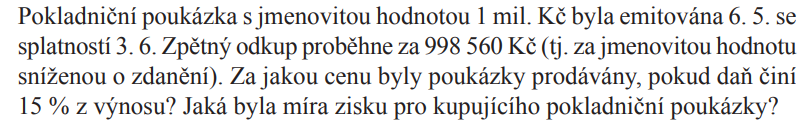 Pokladniční poukázka s jmenovitou hodnotou 1 mil. Kč byla emitována 6. 5. se
splatností 3. 6. Zpětný odkup proběhne za 998 560 Kč (tj. za jmenovitou hodnotu
sníženou o zdanění). Za jakou cenu byly poukázky prodávány, pokud daň činí
15 % z výnosu? Jaká byla míra zisku pro kupujícího pokladniční poukázky?